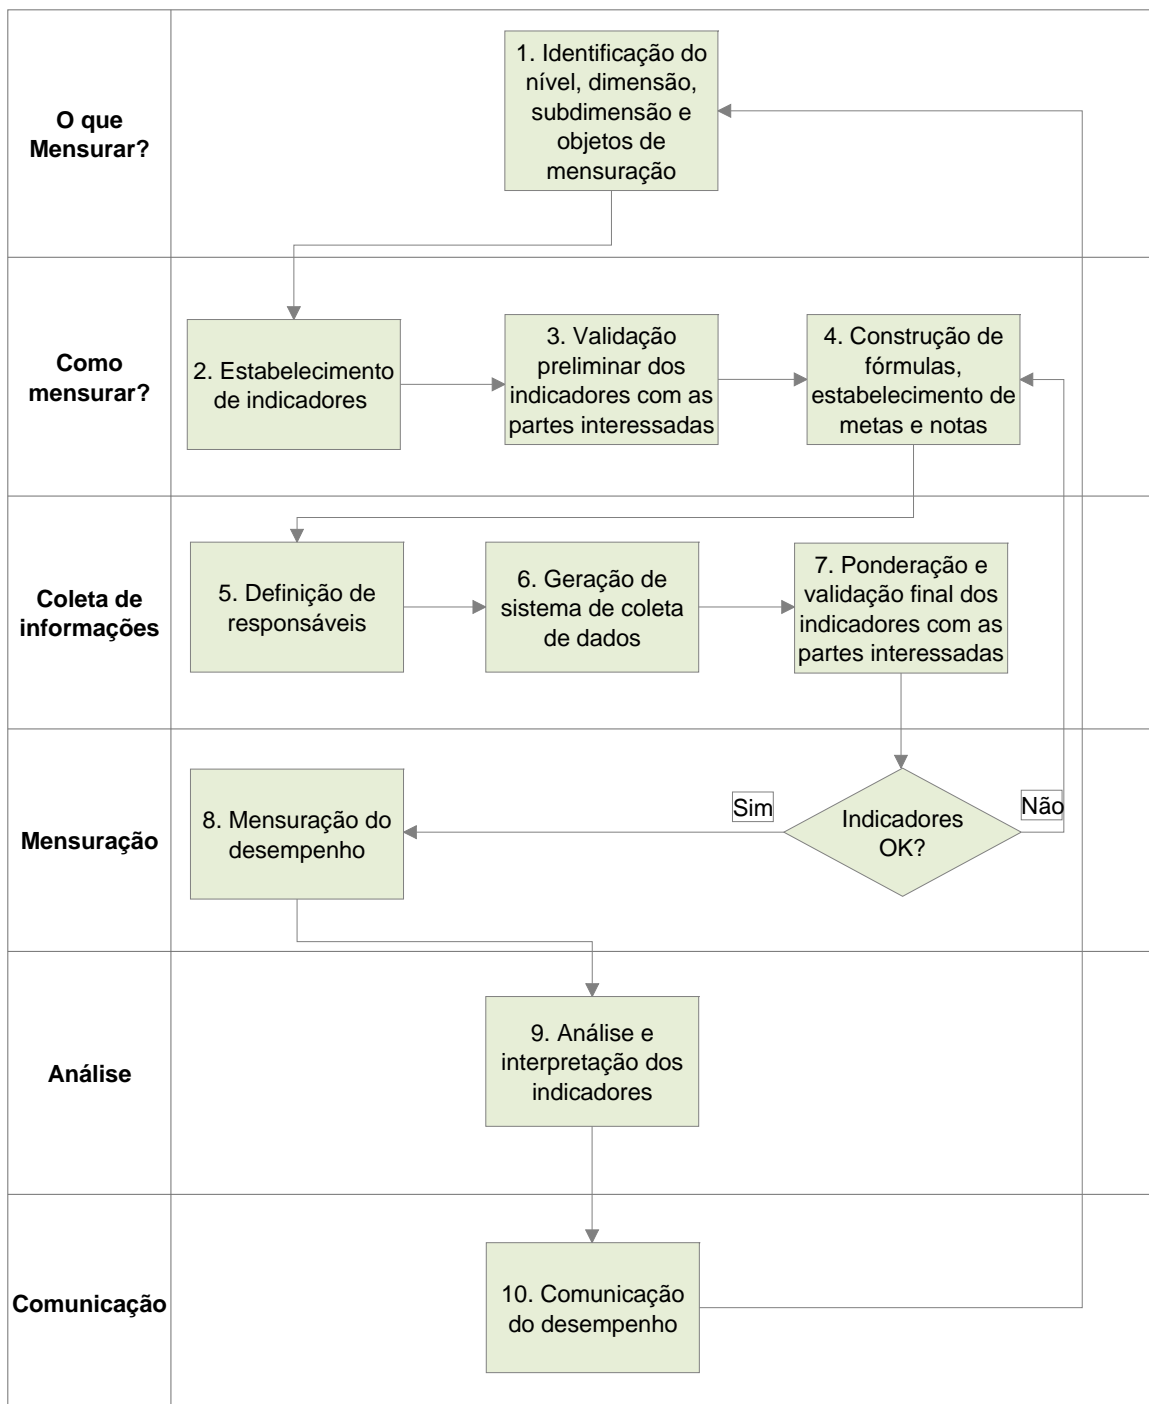 O que
Mensurar?
1. Identificação do
nível, dimensão,
subdimensão e
objetos de
mensuração
Como
mensurar?
2. Estabelecimento
de indicadores
3. Validação
preliminar dos
indicadores com as
partes interessadas
4. Construção de
fórmulas,
estabelecimento de
metas e notas
Coleta de
informações
5. Definição de
responsáveis
6. Geração de
sistema de coleta
de dados
7. Ponderação e
validação final dos
indicadores com as
partes interessadas
Mensuração
8. Mensuração do
desempenho
Sim
Indicadores
OK?
Não
Análise
9. Análise e
interpretação dos
indicadores
Comunicação
10. Comunicação
do desempenho